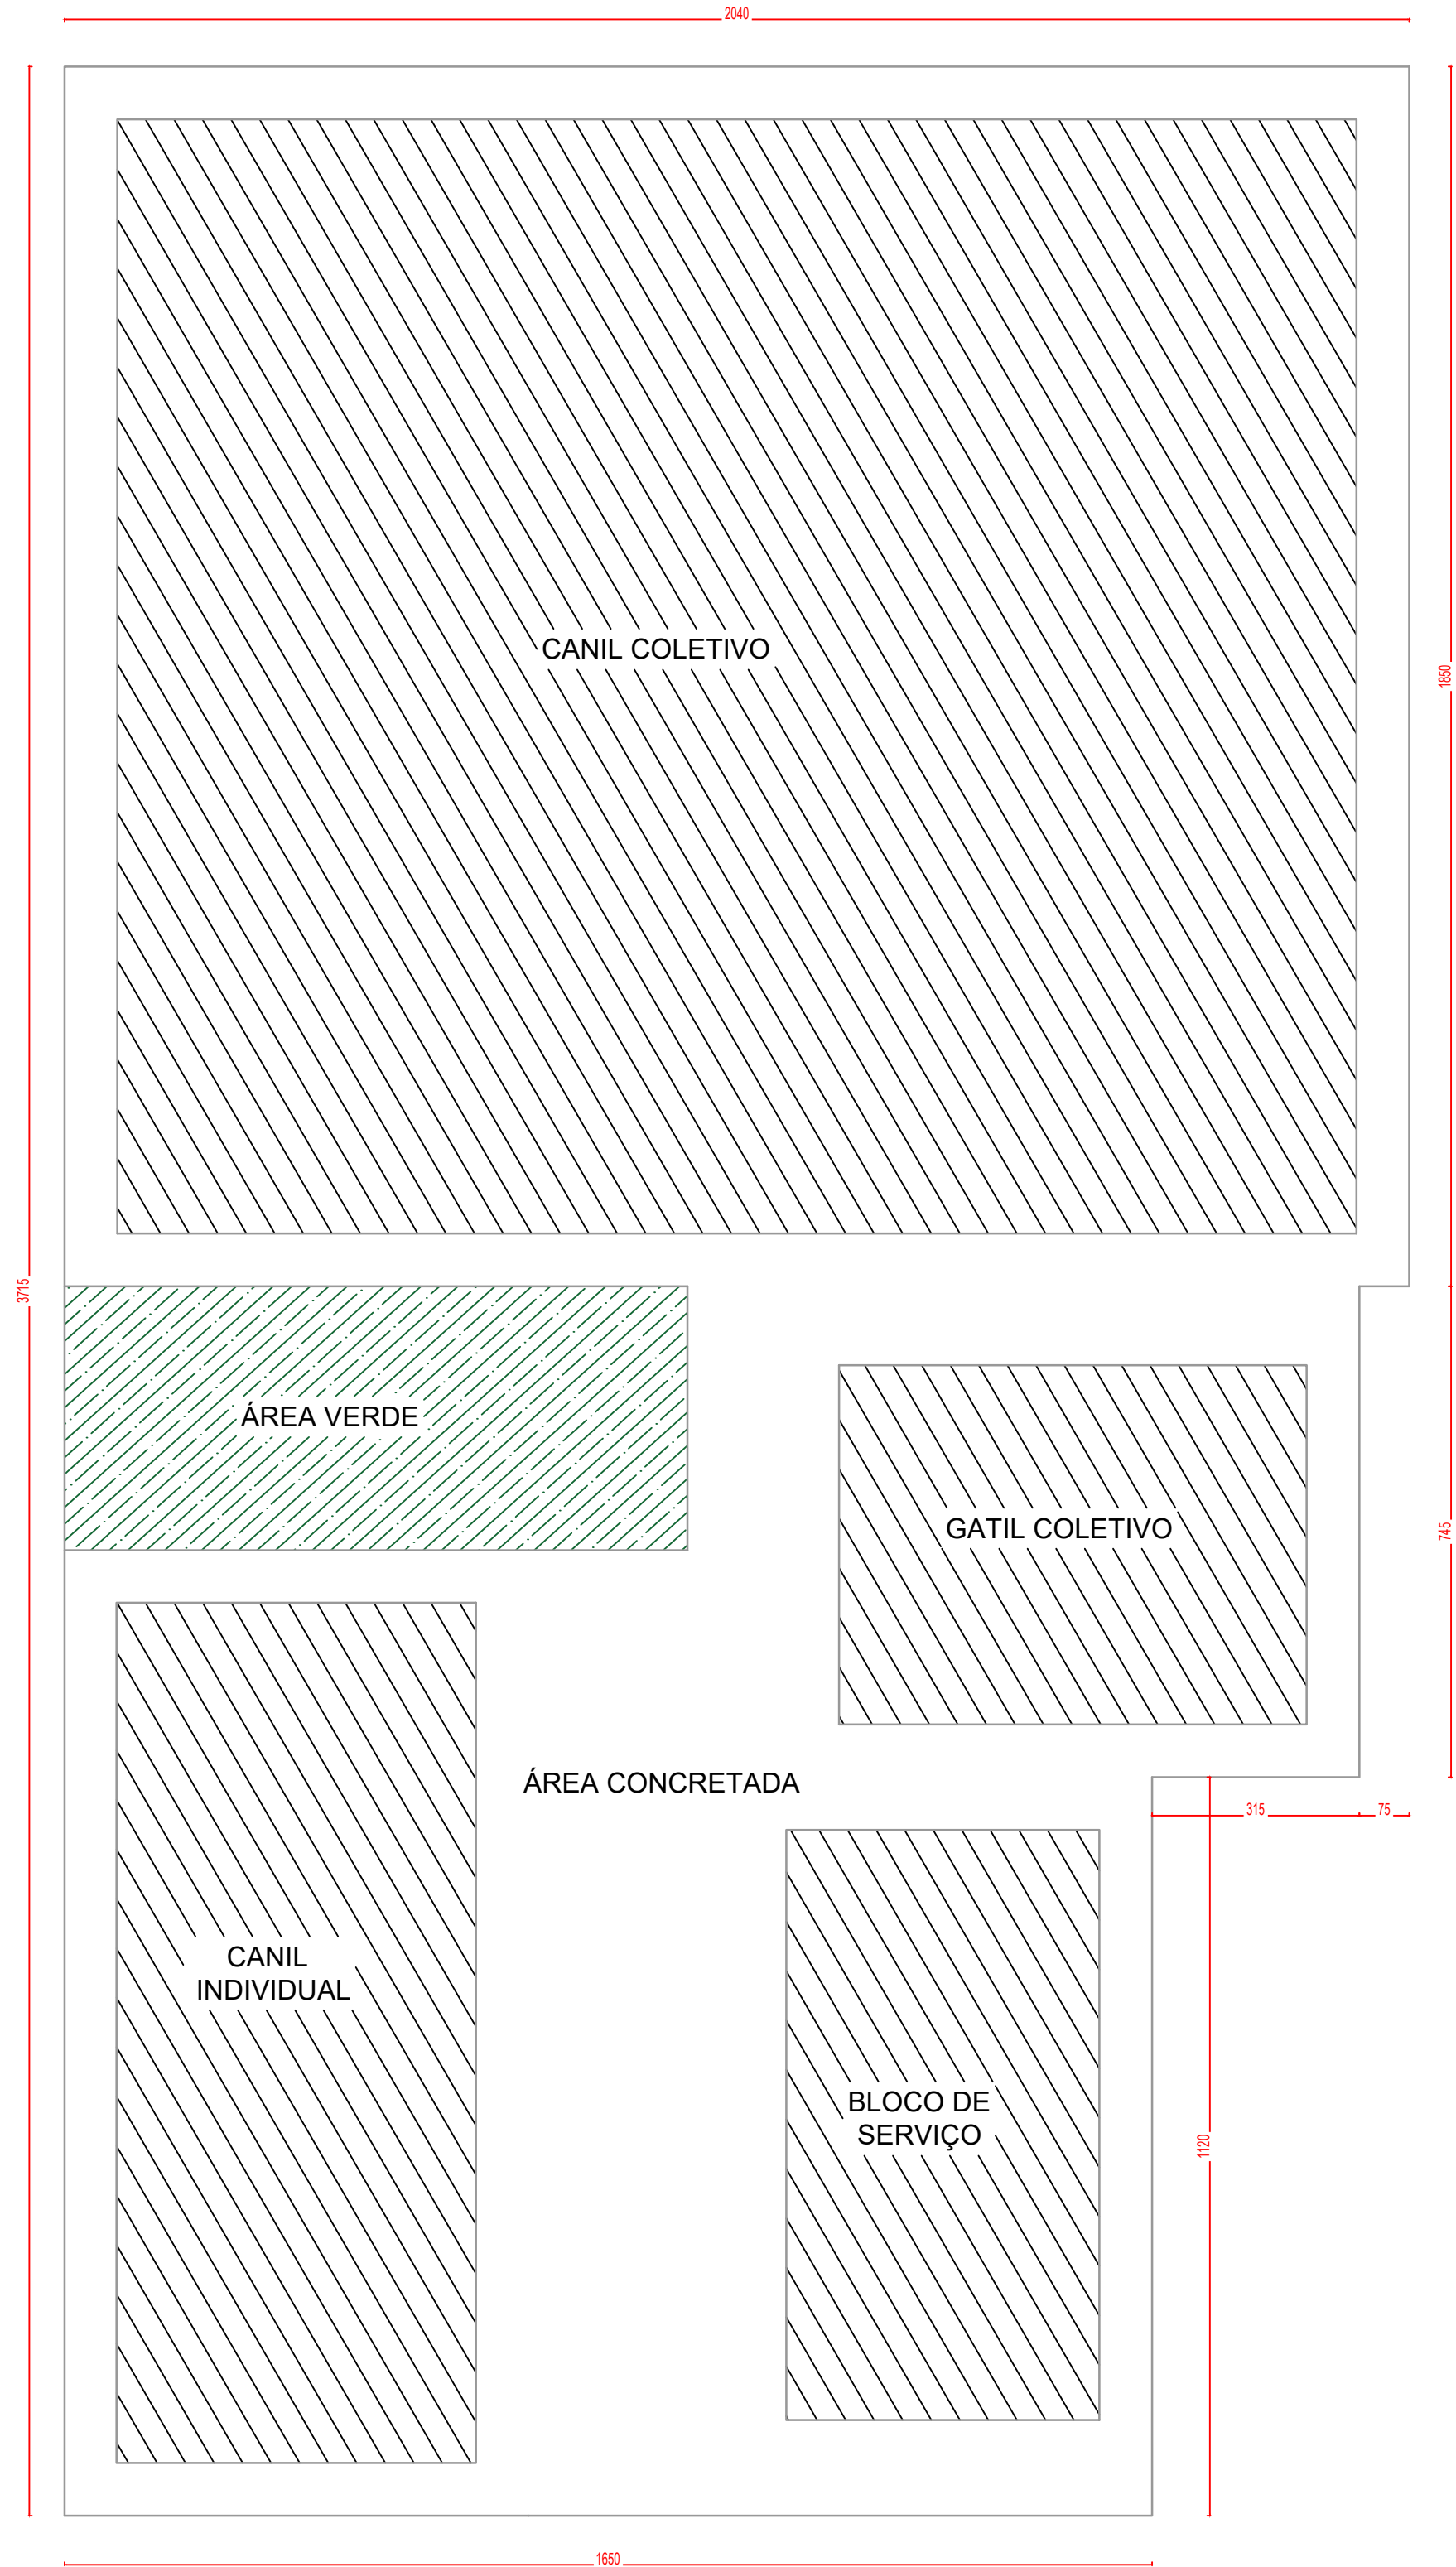 2040
CANIL COLETIVO
1850
3715
ÁREA VERDE
GATIL COLETIVO
745
ÁREA CONCRETADA
315
75
CANIL
INDIVIDUAL
BLOCO DE
SERVIÇO
1120
1650